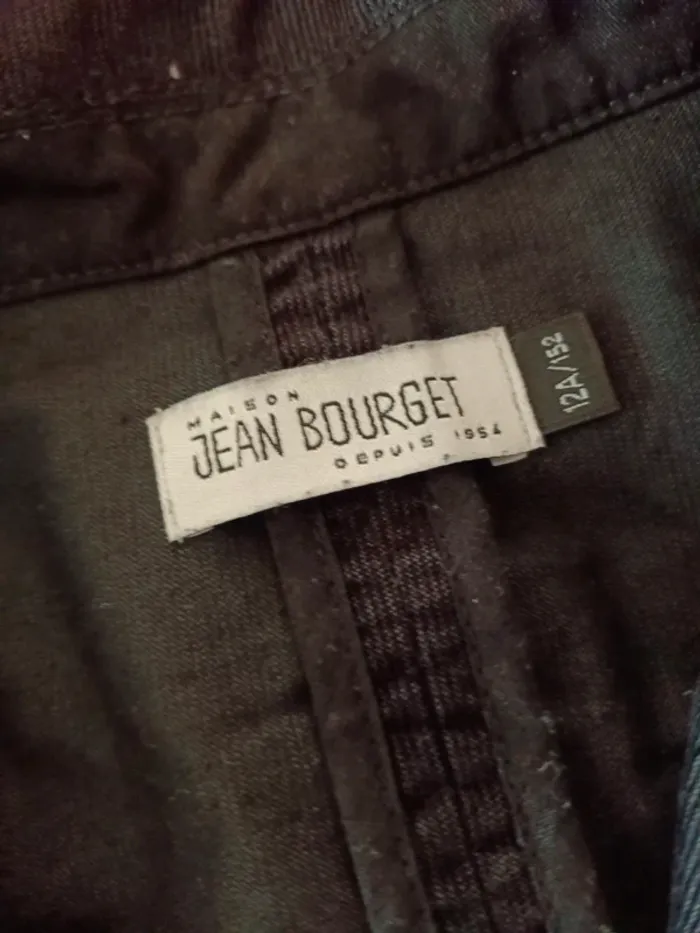 MAISON
JEAN BOURGET
DEPUIS 1954
12A/152